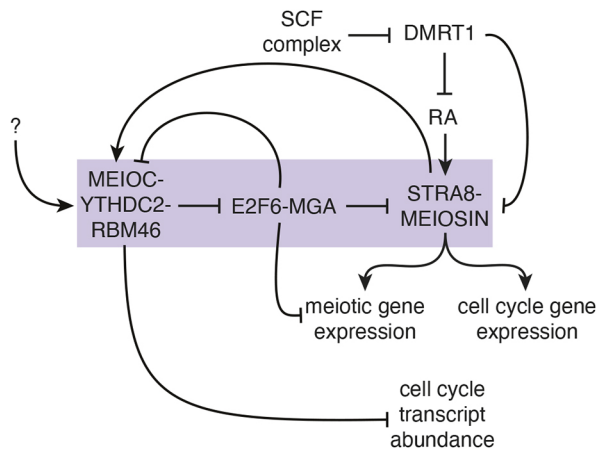 SCF
complex
DMRT1
RA
?
MEIOC-
YTHDC2-
RBM46
E2F6-MGA
STRA8-
MEIOSIN
meiotic gene
expression
cell cycle gene
expression
cell cycle
transcript
abundance